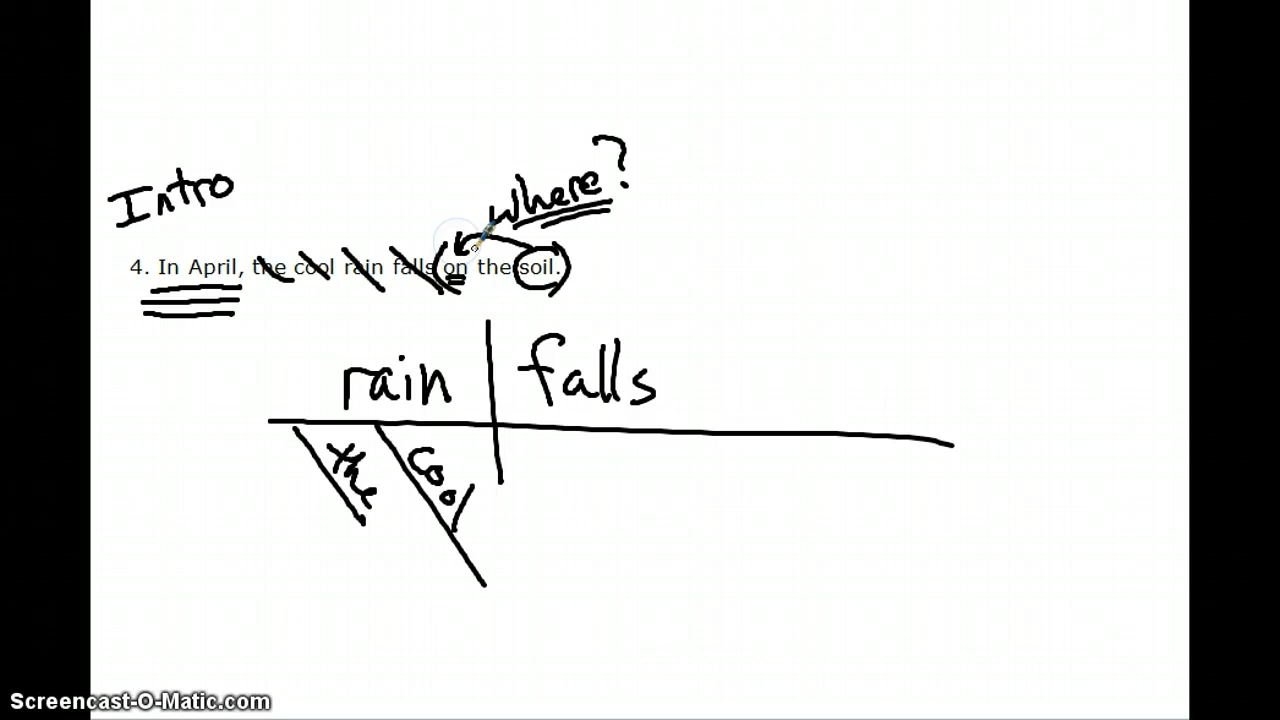 where?
Intro
4. In April, the cool rain falls on the soil.
rain falls
the cool
Screencast-O-Matic.com